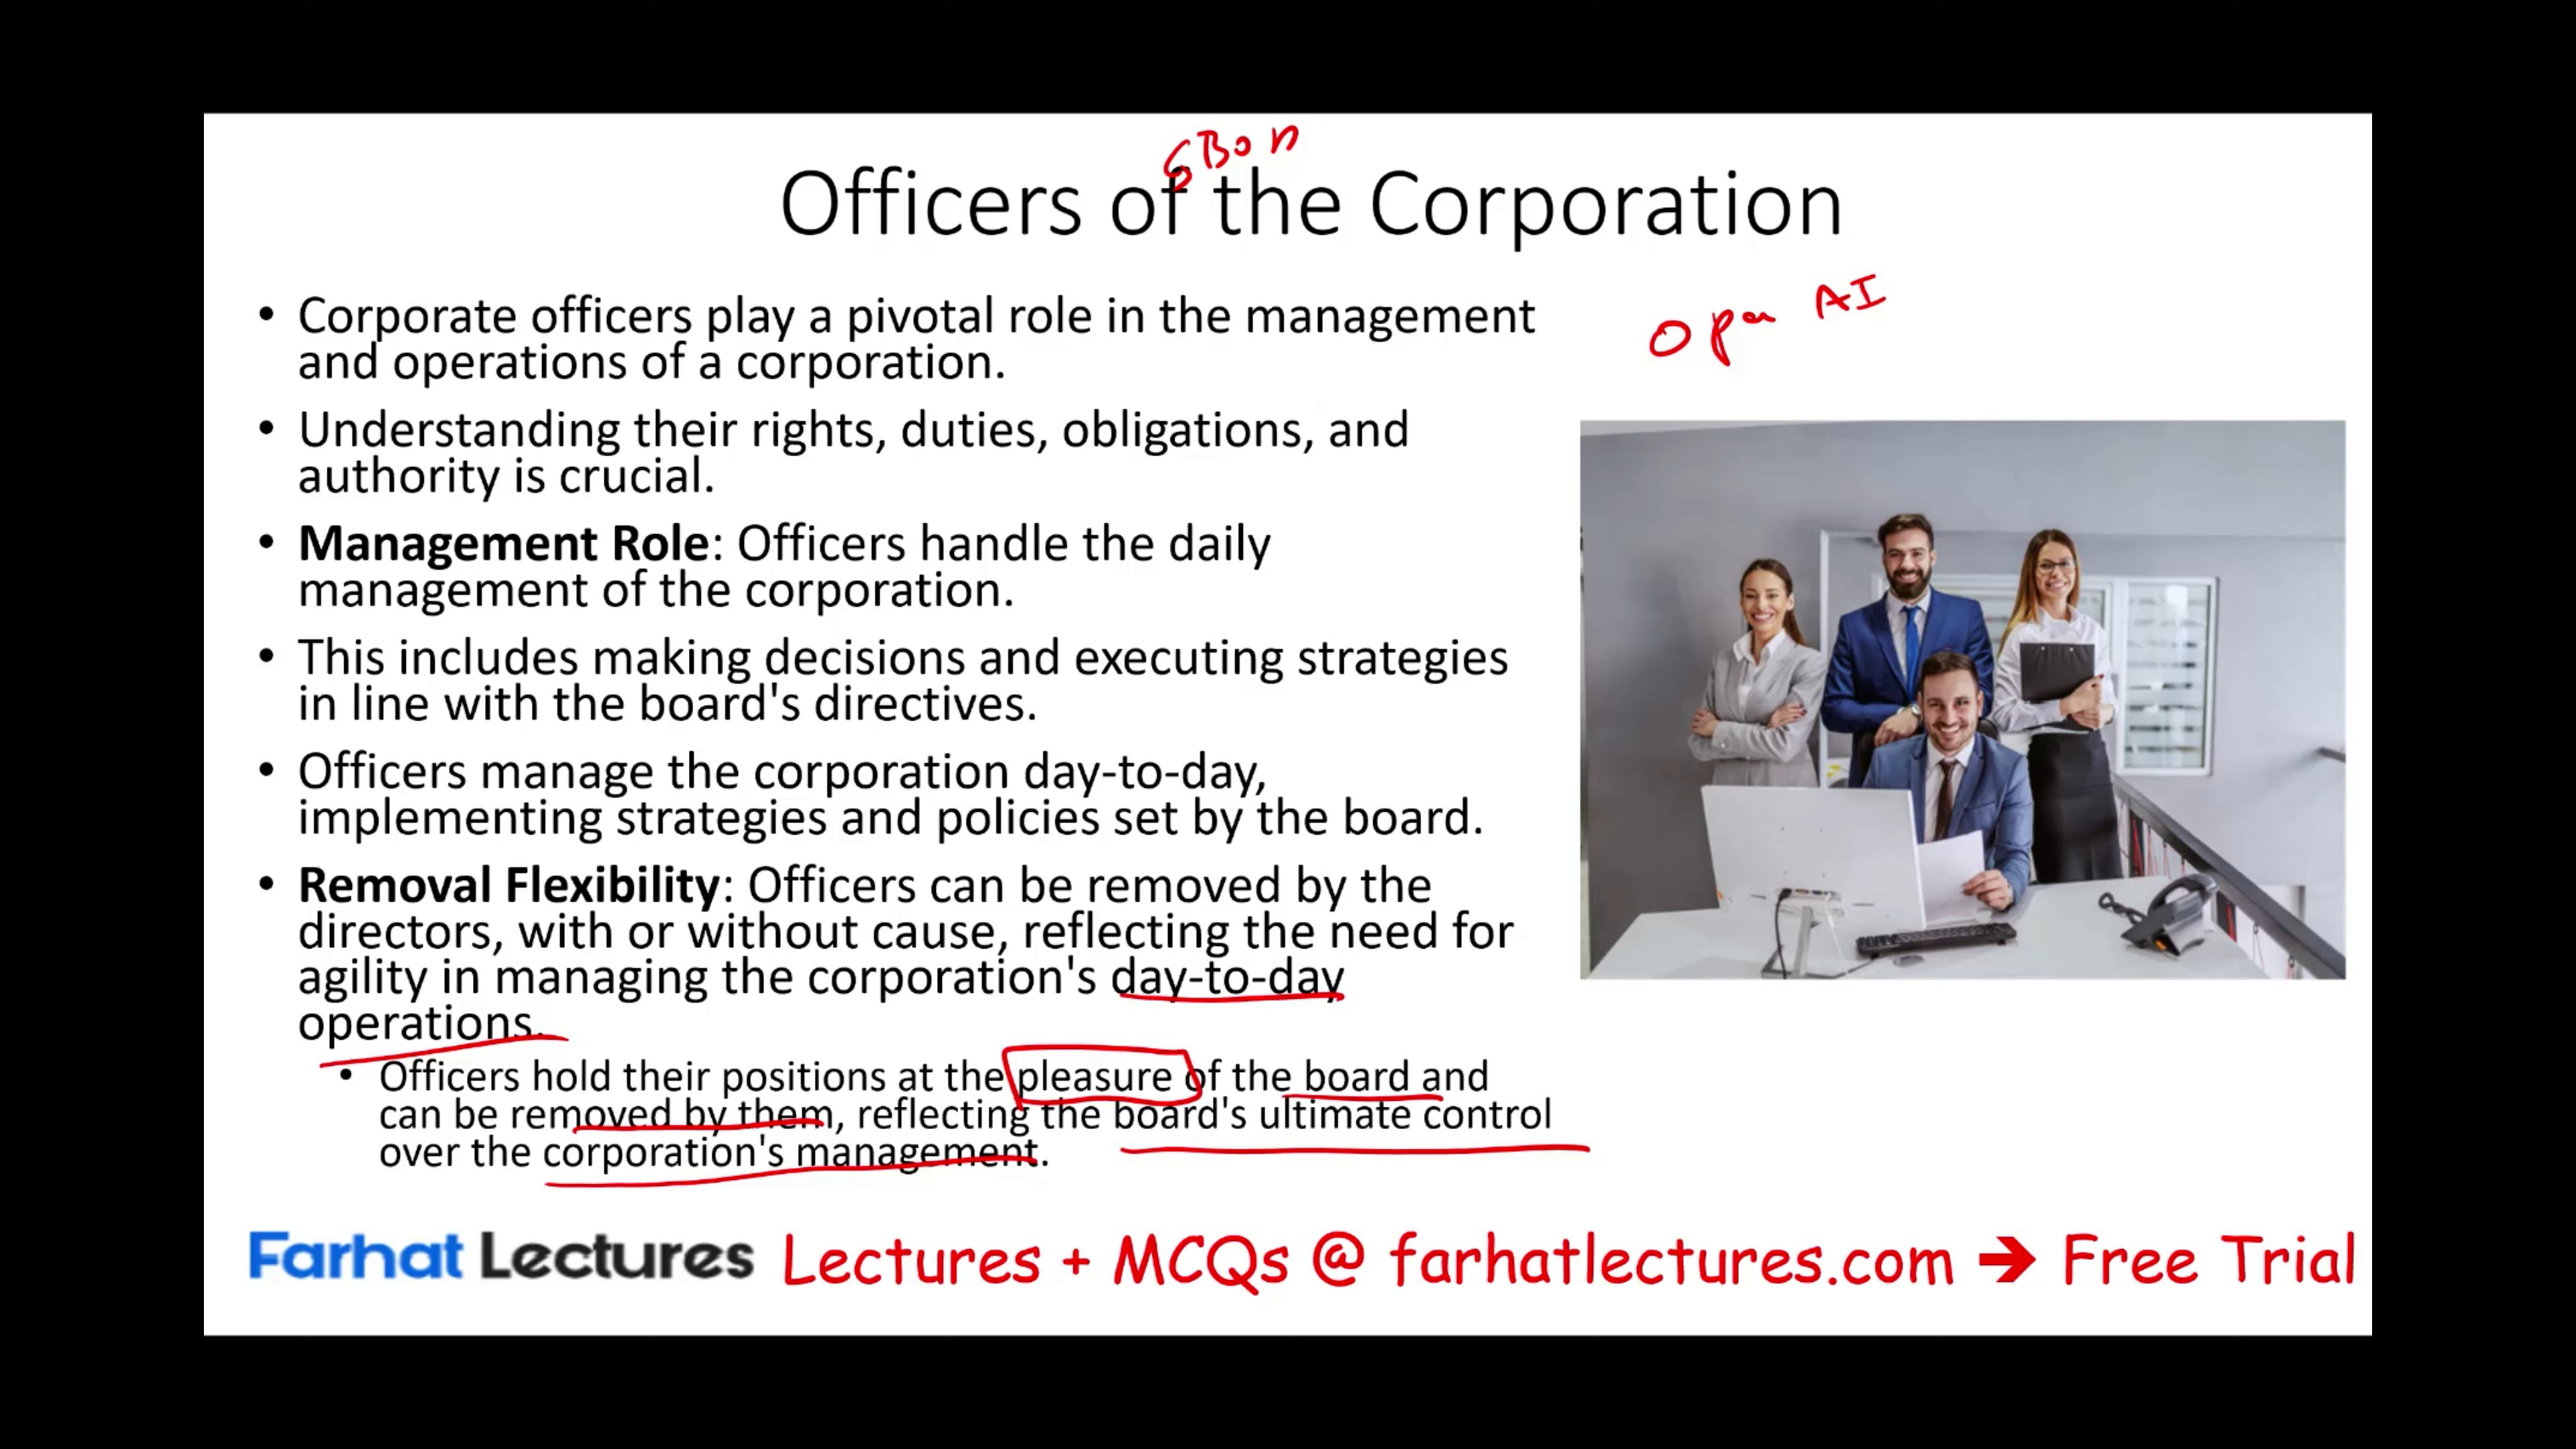 Officers of the Corporation
Open AI
• Corporate officers play a pivotal role in the management
and operations of a corporation.
• Understanding their rights, duties, obligations, and
authority is crucial.
• Management Role: Officers handle the daily
management of the corporation.
• This includes making decisions and executing strategies
in line with the board's directives.
• Officers manage the corporation day-to-day,
implementing strategies and policies set by the board.
• Removal Flexibility: Officers can be removed by the
directors, with or without cause, reflecting the need for
agility in managing the corporation's day-to-day
operations.
• Officers hold their positions at the pleasure of the board and
can be removed by them, reflecting the board's ultimate control
over the corporation's management.
Farhat Lectures Lectures + MCQs @ farhatlectures.com ➔ Free Trial